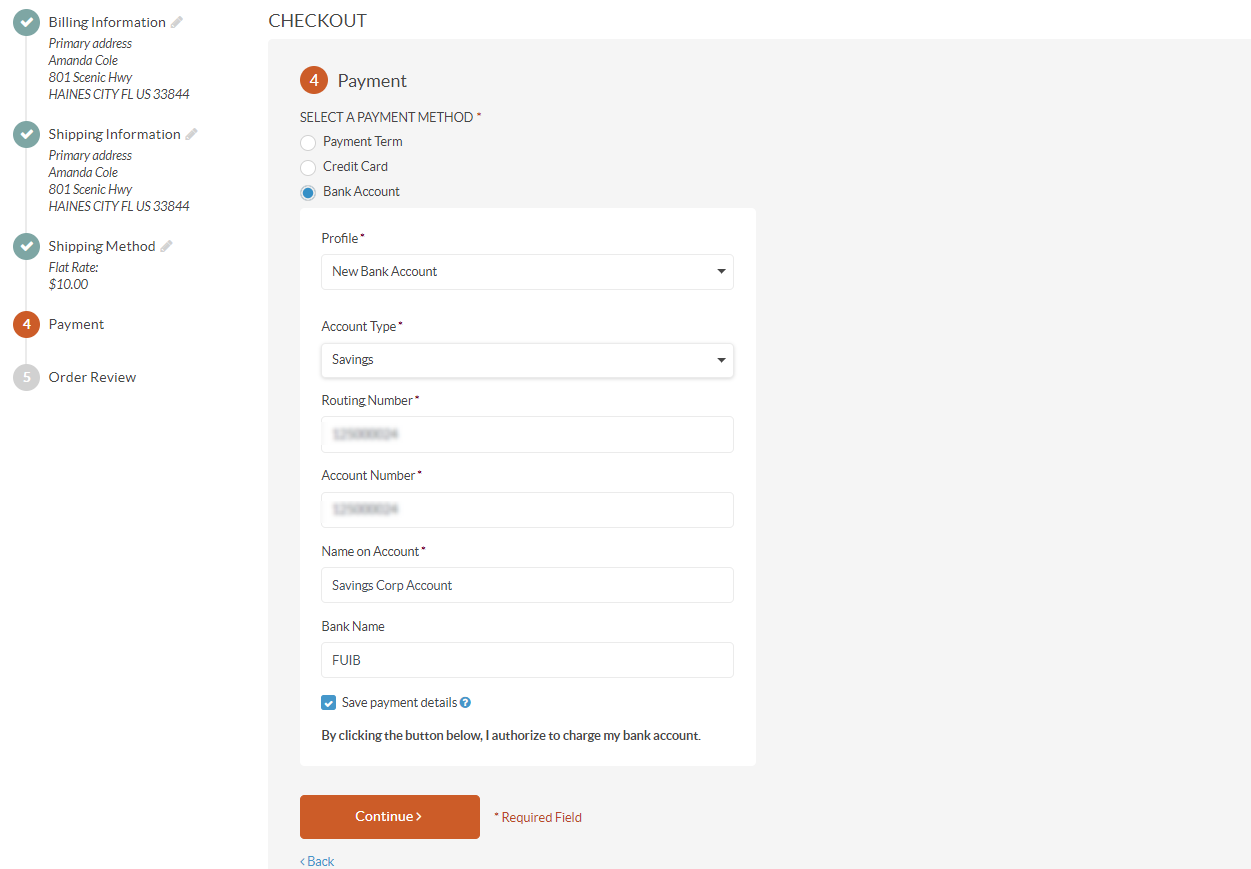 Billing Information
Primary address
Amanda Cole
801 Scenic Hwy
HAINES CITY FL US 33844
Shipping Information
Primary address
Amanda Cole
801 Scenic Hwy
HAINES CITY FL US 33844
Shipping Method
Flat Rate:
$10.00
4 Payment
5 Order Review
CHECKOUT
4 Payment
SELECT A PAYMENT METHOD *
Payment Term
Credit Card
Bank Account
Profile *
New Bank Account
Account Type *
Savings
Routing Number *
Account Number *
Name on Account *
Savings Corp Account
Bank Name
FUIB
Save payment details ?
By clicking the button below, I authorize to charge my bank account.
Continue >
* Required Field
< Back